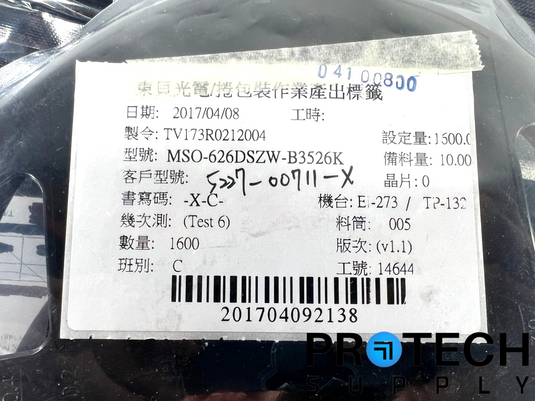 04100800
東貝光電/捲包裝作業產出標籤
日期: 2017/04/08 工時:
製令: TV173R0212004 設定量:1600.0
型號: MSO-626DSZW-B3526K 備料量: 10.00
客戶型號: 5227-00711-X 晶片: 0
書寫碼: -X-C- 機台: EI-273 / TP-132
幾次測: (Test 6) 料筒: 005
數量: 1600 版次: (v1.1)
班別: C 工號: 14644
201704092138
PROTECH
SUPPLY